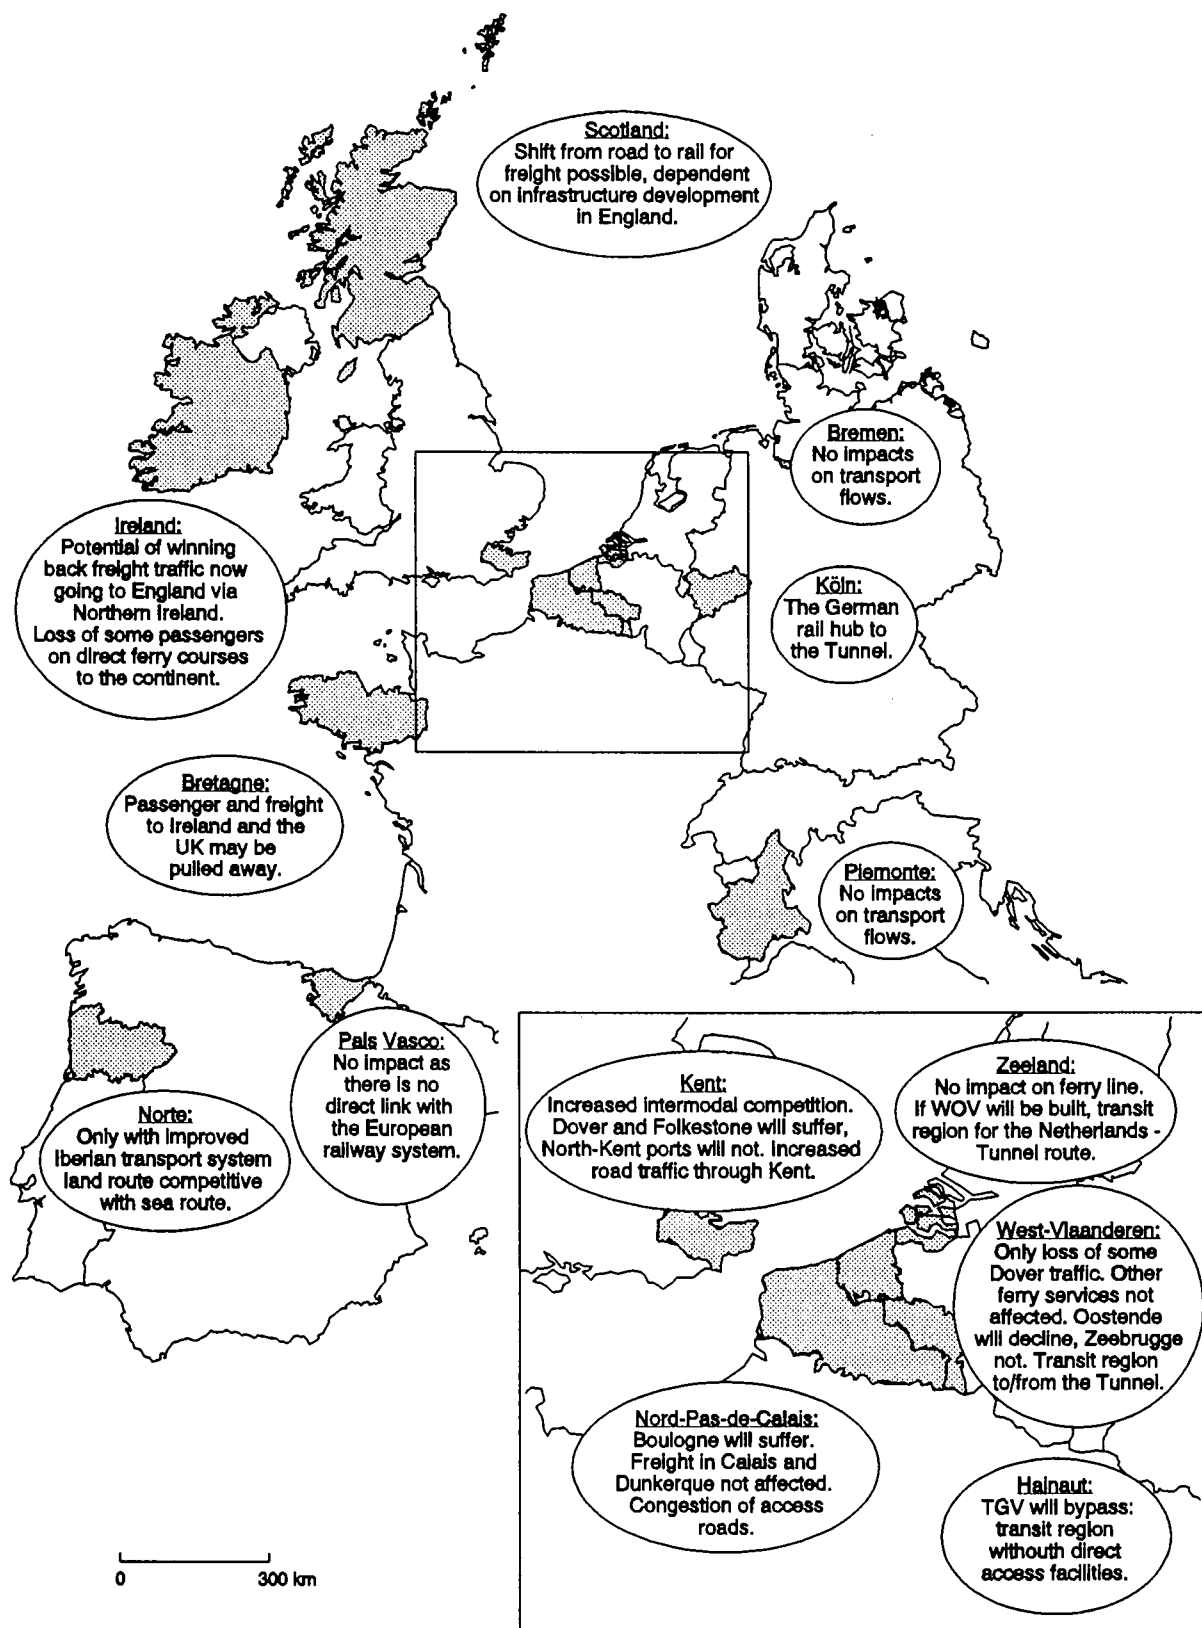 Scotland:
Shift from road to rail for
freight possible, dependent
on infrastructure development
in England.
Bremen:
No impacts
on transport
flows.
Ireland:
Potential of winning
back freight traffic now
going to England via
Northern Ireland.
Loss of some passengers
on direct ferry courses
to the continent.
Köln:
The German
rail hub to
the Tunnel.
Bretagne:
Passenger and freight
to Ireland and the
UK may be
pulled away.
Piemonte:
No impacts
on transport
flows.
País Vasco:
No impact as
there is no
direct link with
the European
railway system.
Norte:
Only with improved
Iberian transport system
land route competitive
with sea route.
Kent:
Increased intermodal competition.
Dover and Folkestone will suffer,
North-Kent ports will not. Increased
road traffic through Kent.
Zeeland:
No impact on ferry line.
If WOV will be built, transit
region for the Netherlands -
Tunnel route.
West-Vlaanderen:
Only loss of some
Dover traffic. Other
ferry services not
affected. Oostende
will decline, Zeebrugge
not. Transit region
to/from the Tunnel.
Nord-Pas-de-Calais:
Boulogne will suffer.
Freight in Calais and
Dunkerque not affected.
Congestion of access
roads.
Hainaut:
TGV will bypass:
transit region
withouth direct
access facilities.
0 300 km